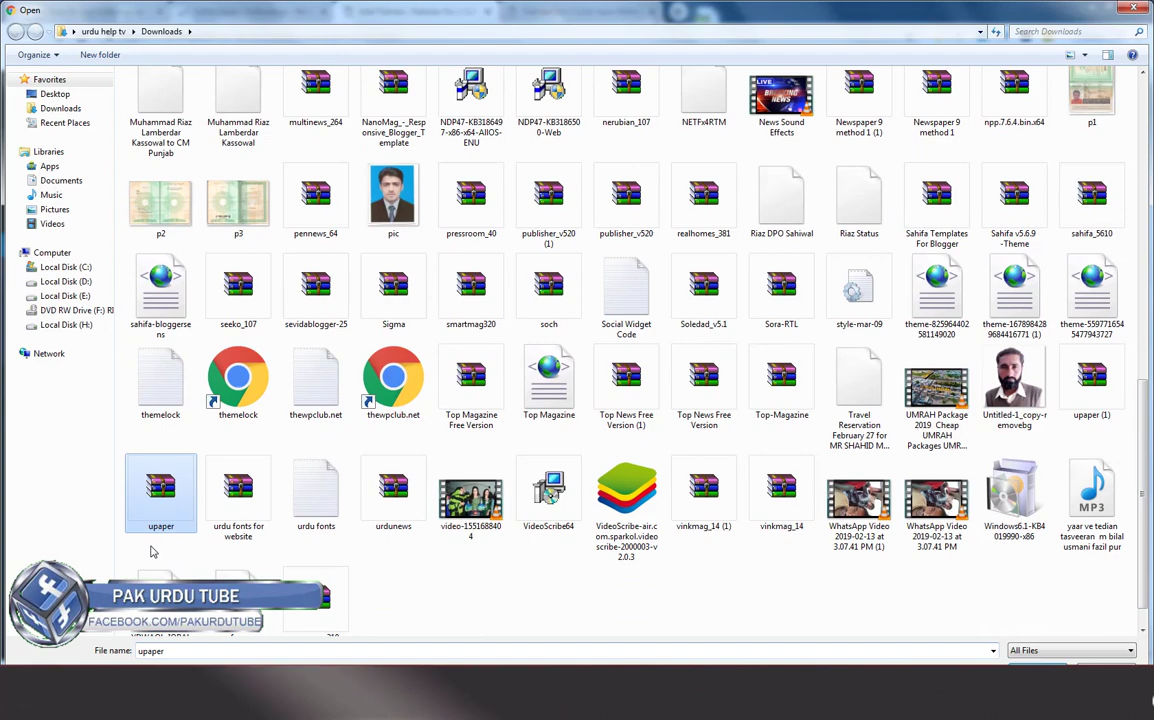 Open
urdu help tv ▸ Downloads ▸
Search Downloads
Organize
New folder
Favorites
Desktop
Downloads
Recent Places
Libraries
Apps
Documents
Music
Pictures
Videos
Computer
Local Disk (C:)
Local Disk (D:)
Local Disk (E:)
DVD RW Drive (F:) RI
Local Disk (H:)
Network
Muhammad Riaz
Lamberdar
Kassowal to CM
Punjab
Muhammad Riaz
Lamberdar
Kassowal
multinews_264
NanoMag_-_Resp
onsive_Blogger_T
emplate
NDP47-KB318649
7-x86-x64-AllOS-
ENU
NDP47-KB318650
0-Web
nerubian_107
NETFx4RTM
LIVE
BREAKING
NEWS
News Sound
Effects
Newspaper 9
method 1 (1)
Newspaper 9
method 1
npp.7.6.4.bin.x64
p1
p2
p3
pennews_64
pic
pressroom_40
publisher_v520
(1)
publisher_v520
realhomes_381
Riaz DPO Sahiwal
Riaz Status
Sahifa Templates
For Blogger
Sahifa v5.6.9
-Theme
sahifa_5610
sahifa-bloggerse
ns
seeko_107
sevidablogger-25
Sigma
smartmag320
soch
Social Widget
Code
Soledad_v5.1
Sora-RTL
style-mar-09
theme-825964402
581149020
theme-167898428
9684416771 (1)
theme-559771654
5477943727
themelock
themelock
thewpclub.net
thewpclub.net
Top Magazine
Free Version
Top Magazine
Top News Free
Version (1)
Top News Free
Version
Top-Magazine
Travel
Reservation
February 27 for
MR SHAHID M...
UMRAH Package
2019 Cheap
UMRAH
Packages UMR...
Untitled-1_copy-r
removebg
upaper (1)
upaper
urdu fonts for
website
urdu fonts
urdunews
video-155168840
4
VideoScribe64
VideoScribe-air.c
om.sparkol.video
scribe-2000003-v
2.0.3
vinkmag_14 (1)
vinkmag_14
WhatsApp Video
2019-02-13 at
3.07.41 PM (1)
WhatsApp Video
2019-02-13 at
3.07.41 PM
Windows6.1-KB4
019990-x86
yaar ve tedian
tasveeran m bilal
usmani fazil pur
PAK URDU TUBE
FACEBOOK.COM/PAKURDUTUBE
File name:
upaper
All Files